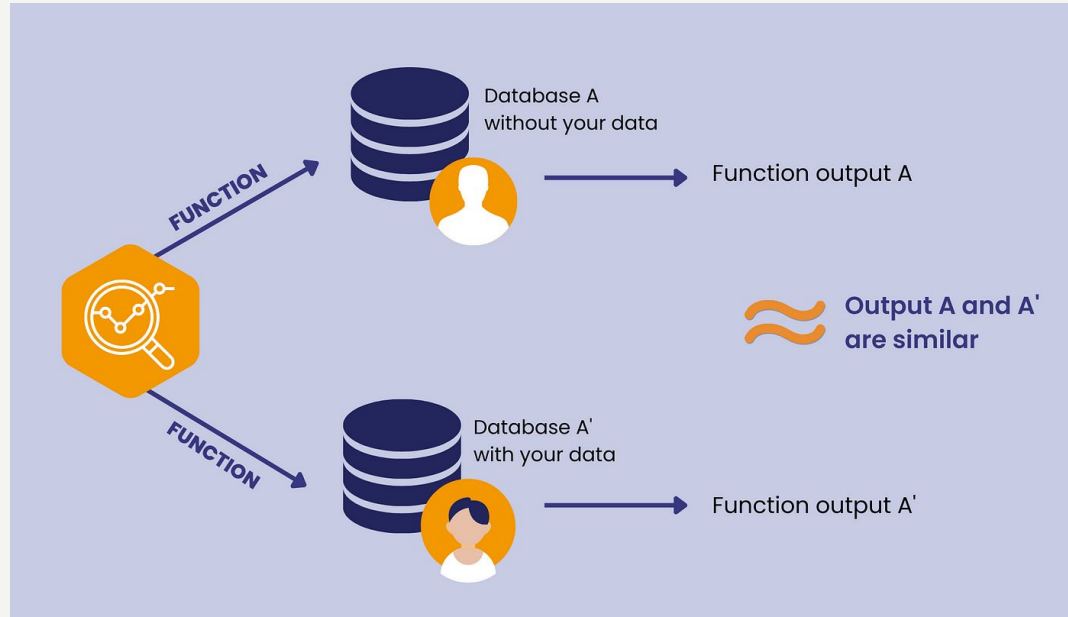 Database A
without your data
FUNCTION
Function output A
Output A and A'
are similar
Database A'
with your data
FUNCTION
Function output A'